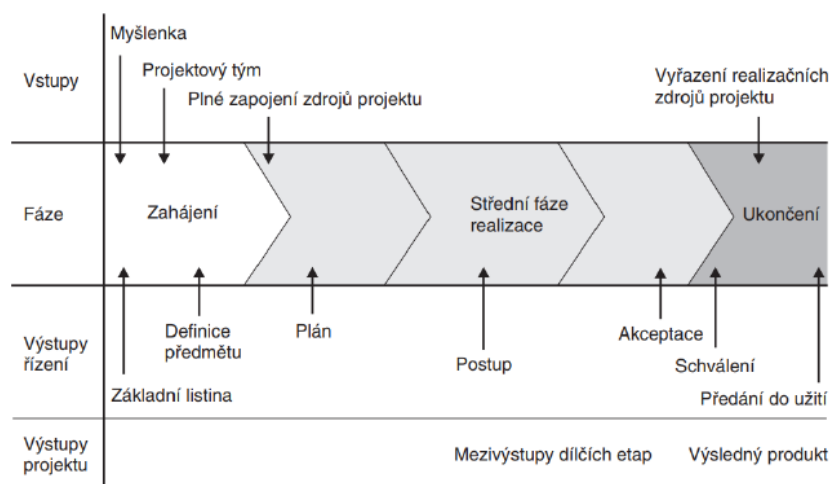 Myšlenka
Vstupy
Projektový tým
Plné zapojení zdrojů projektu
Vyřazení realizačních
zdrojů projektu
Fáze
Zahájení
Střední fáze
realizace
Ukončení
Výstupy
řízení
Definice
předmětu
Plán
Akceptace
Postup
Schválení
Základní listina
Předání do užití
Výstupy
projektu
Mezivýstupy dílčích etap
Výsledný produkt